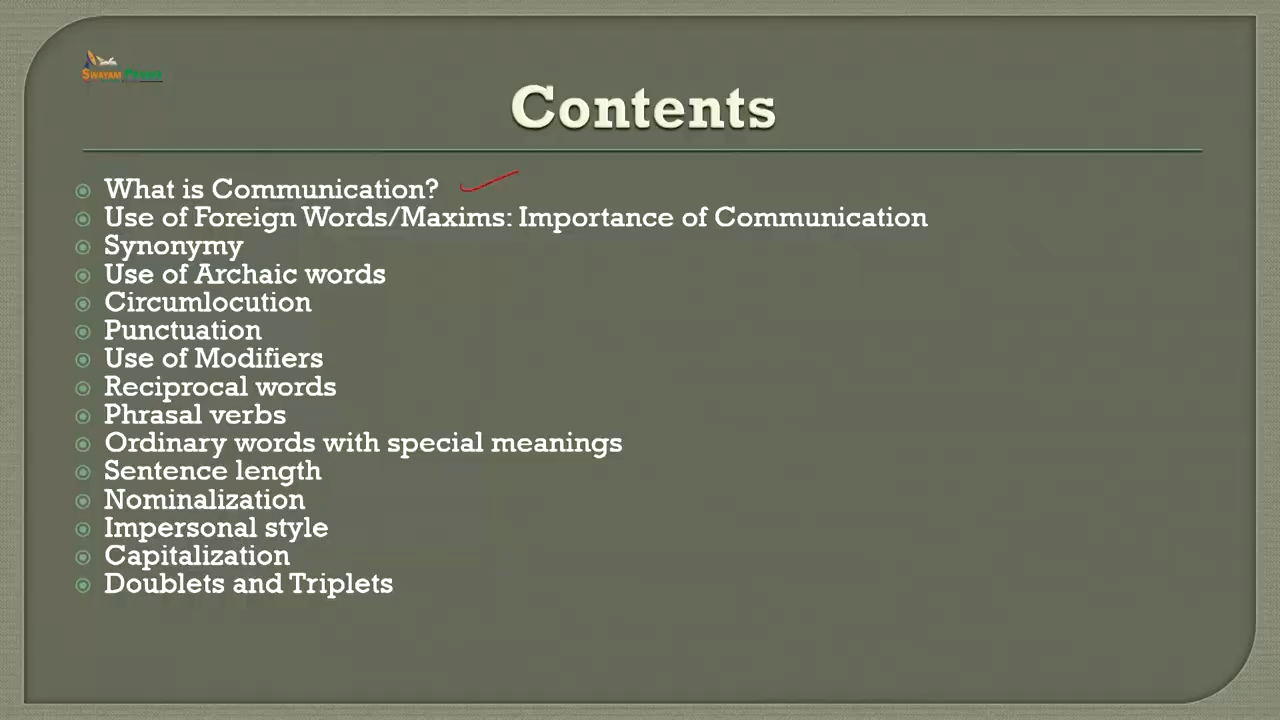 SWAYAM PRABHA
Contents
What is Communication?
Use of Foreign Words/Maxims: Importance of Communication
Synonymy
Use of Archaic words
Circumlocution
Punctuation
Use of Modifiers
Reciprocal words
Phrasal verbs
Ordinary words with special meanings
Sentence length
Nominalization
Impersonal style
Capitalization
Doublets and Triplets